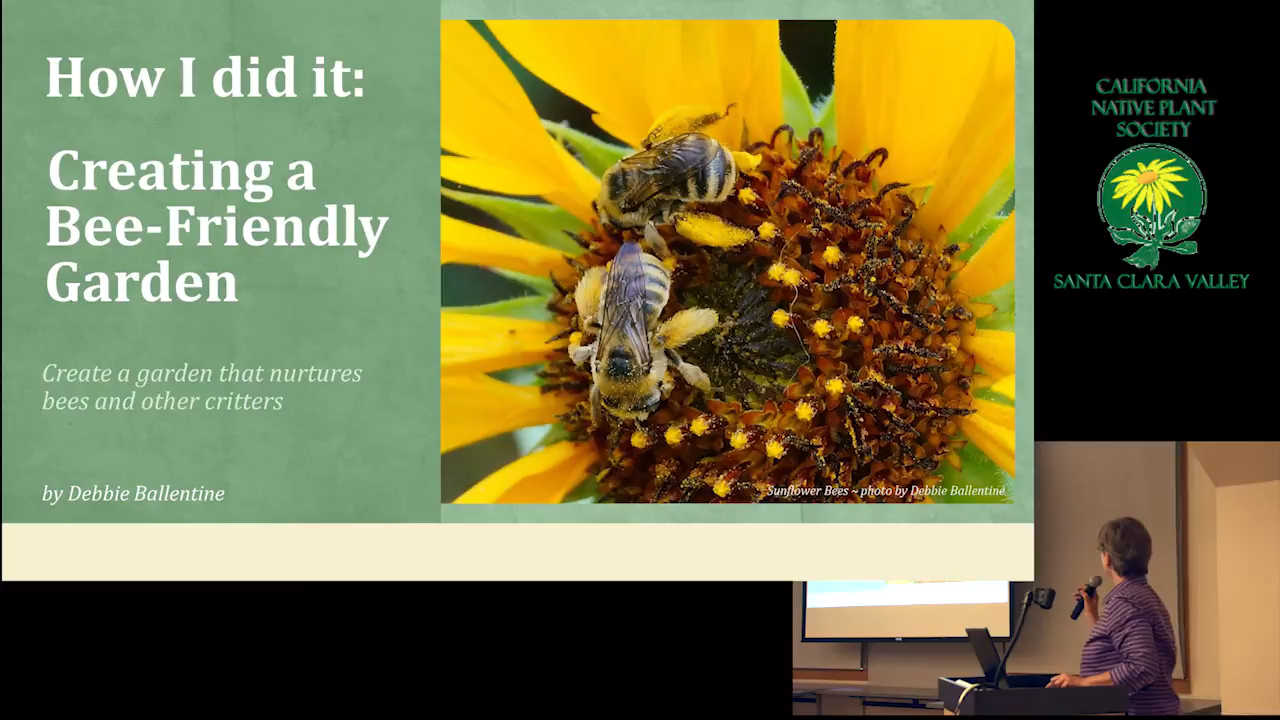 How I did it:
Creating a
Bee-Friendly
Garden
Create a garden that nurtures
bees and other critters
by Debbie Ballentine
Sunflower Bees ~ photo by Debbie Ballentine
CALIFORNIA
NATIVE PLANT
SOCIETY
SANTA CLARA VALLEY